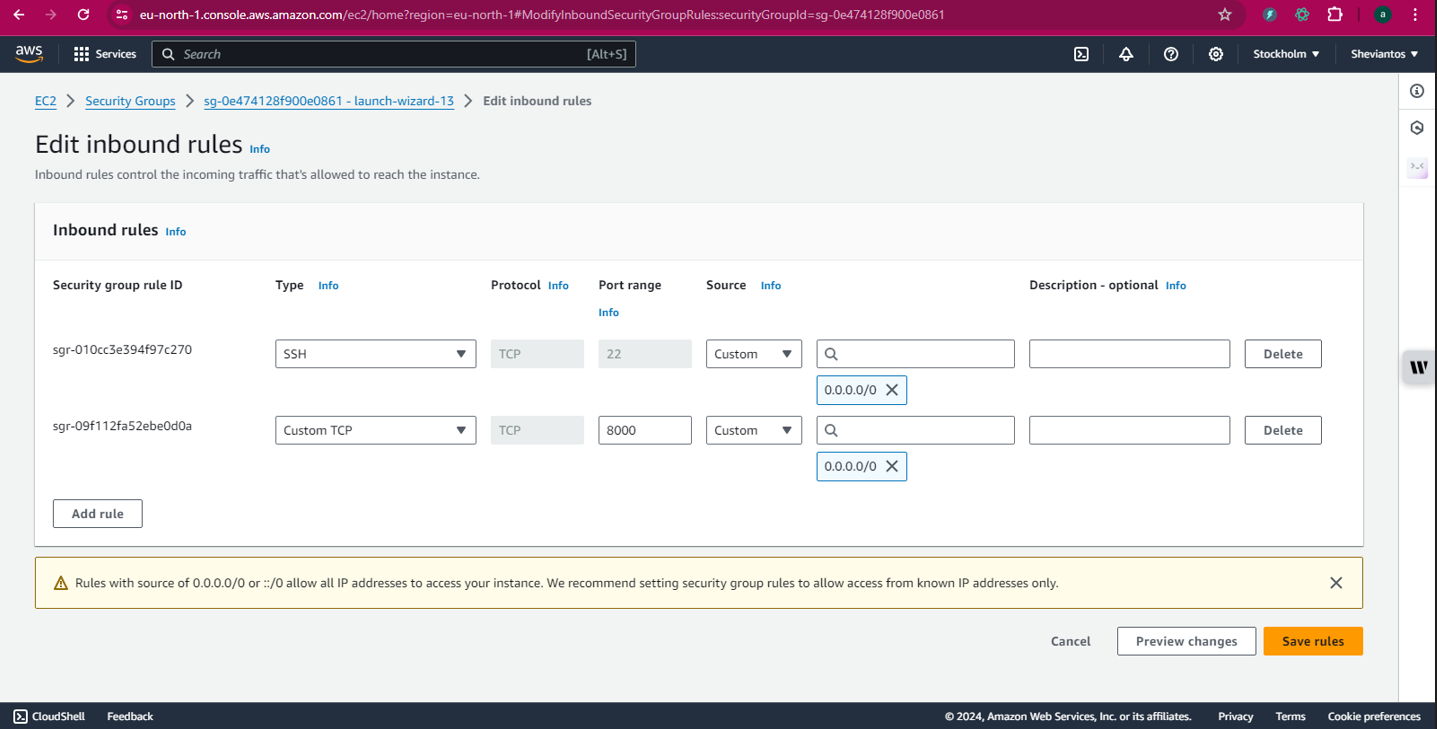 eu-north-1.console.aws.amazon.com/ec2/home?region=eu-north-1#ModifyInboundSecurityGroupRules:securityGroupId=sg-0e474128f900e0861
a
aws Services Search [Alt+S] Stockholm Sheviantos
EC2 Security Groups sg-0e474128f900e0861 - launch-wizard-13 Edit inbound rules
Edit inbound rules Info
Inbound rules control the incoming traffic that's allowed to reach the instance.
Inbound rules Info
Security group rule ID Type Info Protocol Info Port range Source Info Description - optional Info
Info
sgr-010cc3e394f97c270 SSH TCP 22 Custom Delete
0.0.0.0/0
sgr-09f112fa52ebe0d0a Custom TCP TCP 8000 Custom Delete
0.0.0.0/0
Add rule
Rules with source of 0.0.0.0/0 or ::/0 allow all IP addresses to access your instance. We recommend setting security group rules to allow access from known IP addresses only.
Cancel Preview changes Save rules
W
CloudShell Feedback © 2024, Amazon Web Services, Inc. or its affiliates. Privacy Terms Cookie preferences